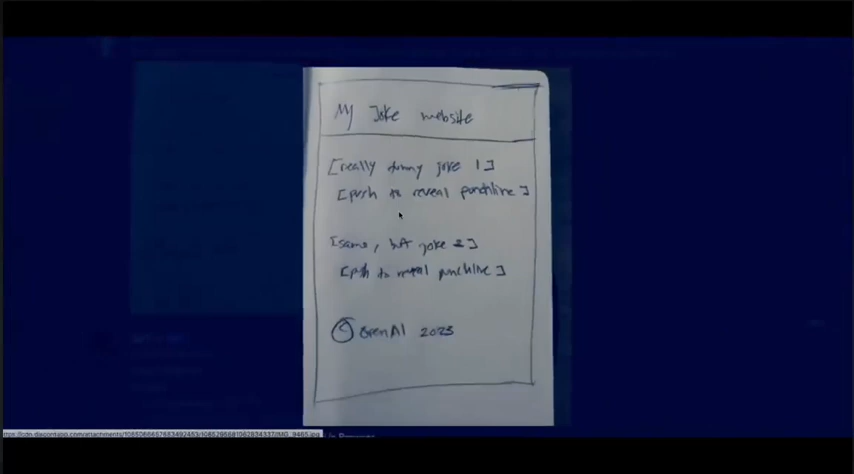 My Joke website
[really funny joke 1]
[push to reveal punchline]
[same, but joke 2]
[push to reveal punchline]
© OpenAI 2023